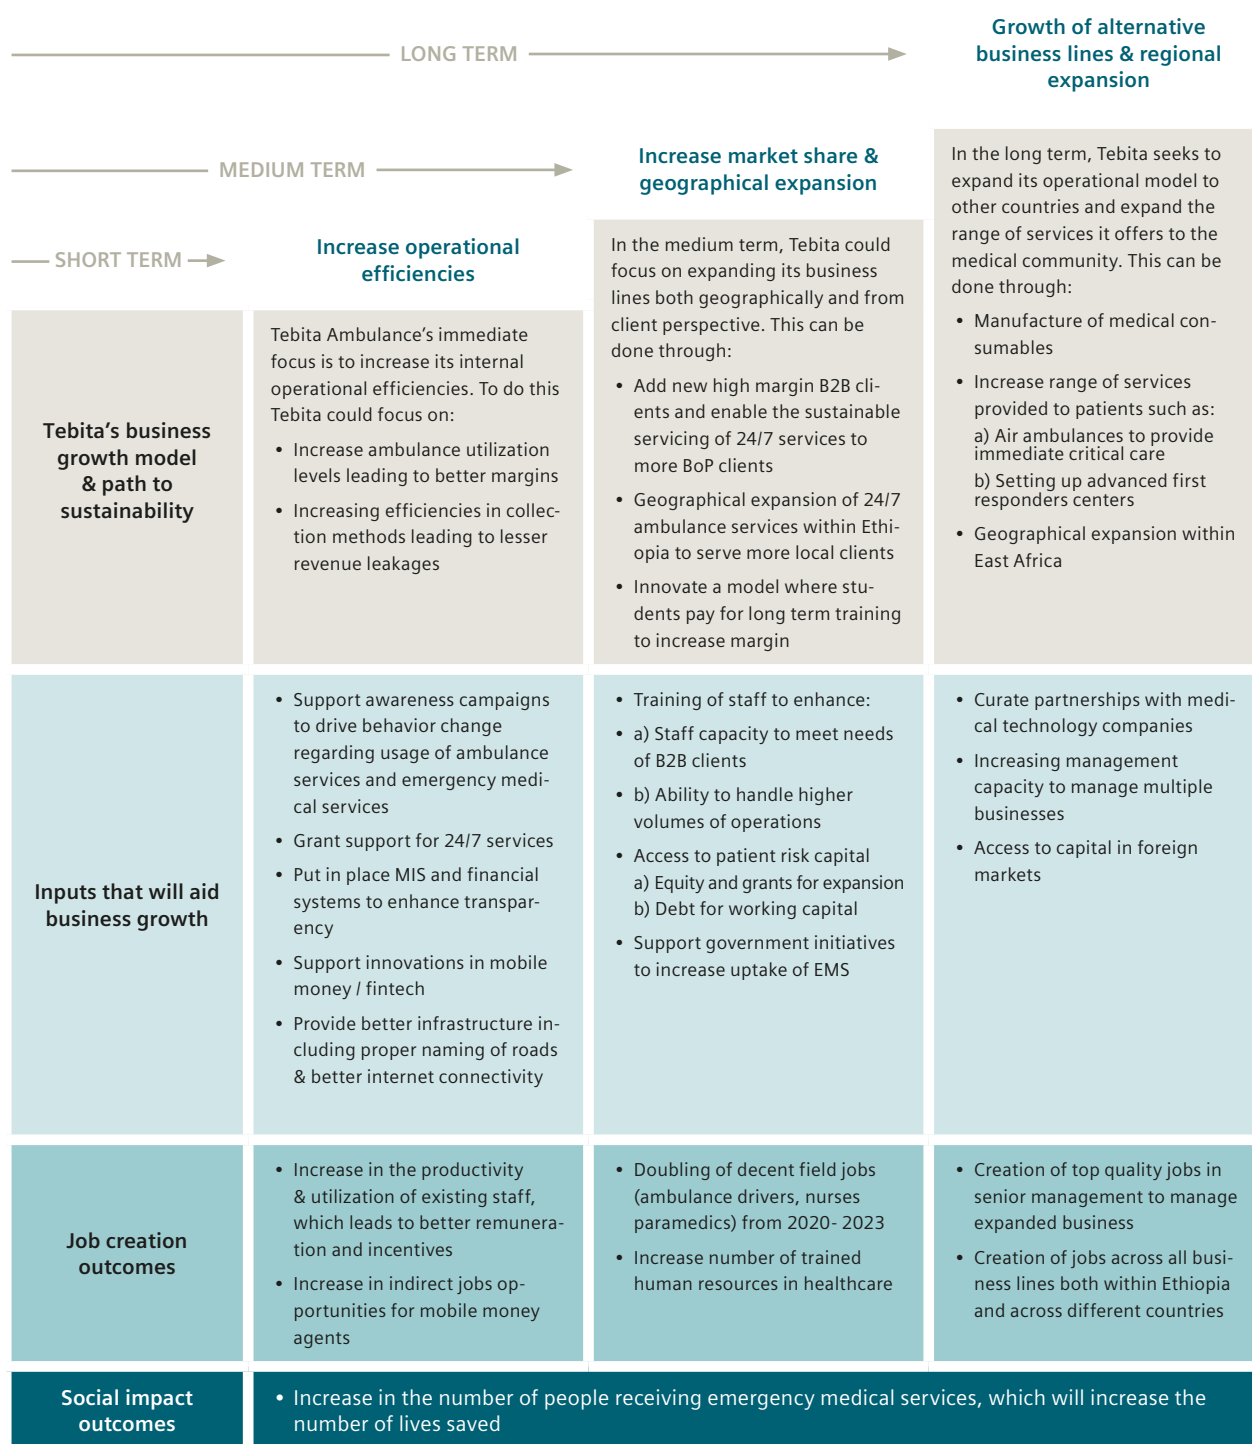 LONG TERM
Growth of alternative
business lines & regional
expansion
MEDIUM TERM
Increase market share &
geographical expansion
SHORT TERM
Increase operational
efficiencies
Tebita’s business
growth model
& path to
sustainability
Tebita Ambulance’s immediate
focus is to increase its internal
operational efficiencies. To do this
Tebita could focus on:
• Increase ambulance utilization
levels leading to better margins
• Increasing efficiencies in collec-
tion methods leading to lesser
revenue leakages
In the medium term, Tebita could
focus on expanding its business
lines both geographically and from
client perspective. This can be
done through:
• Add new high margin B2B cli-
ents and enable the sustainable
servicing of 24/7 services to
more BoP clients
• Geographical expansion of 24/7
ambulance services within Ethi-
opia to serve more local clients
• Innovate a model where stu-
dents pay for long term training
to increase margin
In the long term, Tebita seeks to
expand its operational model to
other countries and expand the
range of services it offers to the
medical community. This can be
done through:
• Manufacture of medical con-
sumables
• Increase range of services
provided to patients such as:
a) Air ambulances to provide
immediate critical care
b) Setting up advanced first
responders centers
• Geographical expansion within
East Africa
Inputs that will aid
business growth
• Support awareness campaigns
to drive behavior change
regarding usage of ambulance
services and emergency medi-
cal services
• Grant support for 24/7 services
• Put in place MIS and financial
systems to enhance transpar-
ency
• Support innovations in mobile
money / fintech
• Provide better infrastructure in-
cluding proper naming of roads
& better internet connectivity
• Training of staff to enhance:
• a) Staff capacity to meet needs
of B2B clients
• b) Ability to handle higher
volumes of operations
• Access to patient risk capital
a) Equity and grants for expansion
b) Debt for working capital
• Support government initiatives
to increase uptake of EMS
• Curate partnerships with medi-
cal technology companies
• Increasing management
capacity to manage multiple
businesses
• Access to capital in foreign
markets
Job creation
outcomes
• Increase in the productivity
& utilization of existing staff,
which leads to better remunera-
tion and incentives
• Increase in indirect jobs op-
portunities for mobile money
agents
• Doubling of decent field jobs
(ambulance drivers, nurses
paramedics) from 2020- 2023
• Increase number of trained
human resources in healthcare
• Creation of top quality jobs in
senior management to manage
expanded business
• Creation of jobs across all busi-
ness lines both within Ethiopia
and across different countries
Social impact
outcomes
• Increase in the number of people receiving emergency medical services, which will increase the
number of lives saved